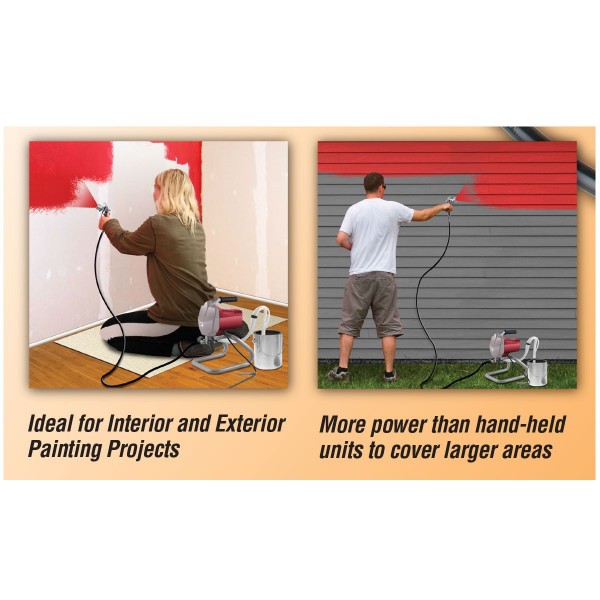 Ideal for Interior and Exterior
Painting Projects
More power than hand-held
units to cover larger areas